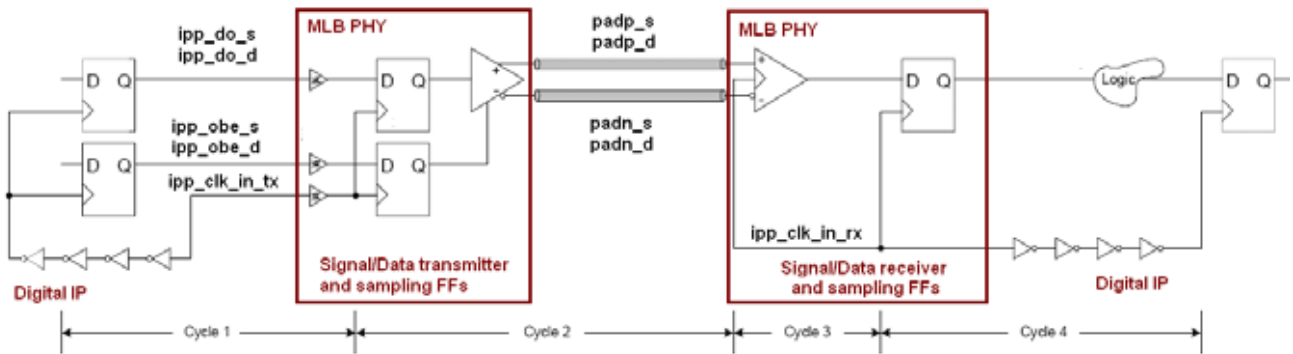 MLB PHY
MLB PHY
ipp_do_s
ipp_do_d
padp_s
padp_d
D Q
D Q
+
-
+
-
D Q
Logic
D Q
ipp_obe_s
ipp_obe_d
padn_s
padn_d
D Q
D Q
ipp_clk_in_tx
ipp_clk_in_rx
Signal/Data transmitter
and sampling FFs
Signal/Data receiver
and sampling FFs
Digital IP
Digital IP
Cycle 1
Cycle 2
Cycle 3
Cycle 4